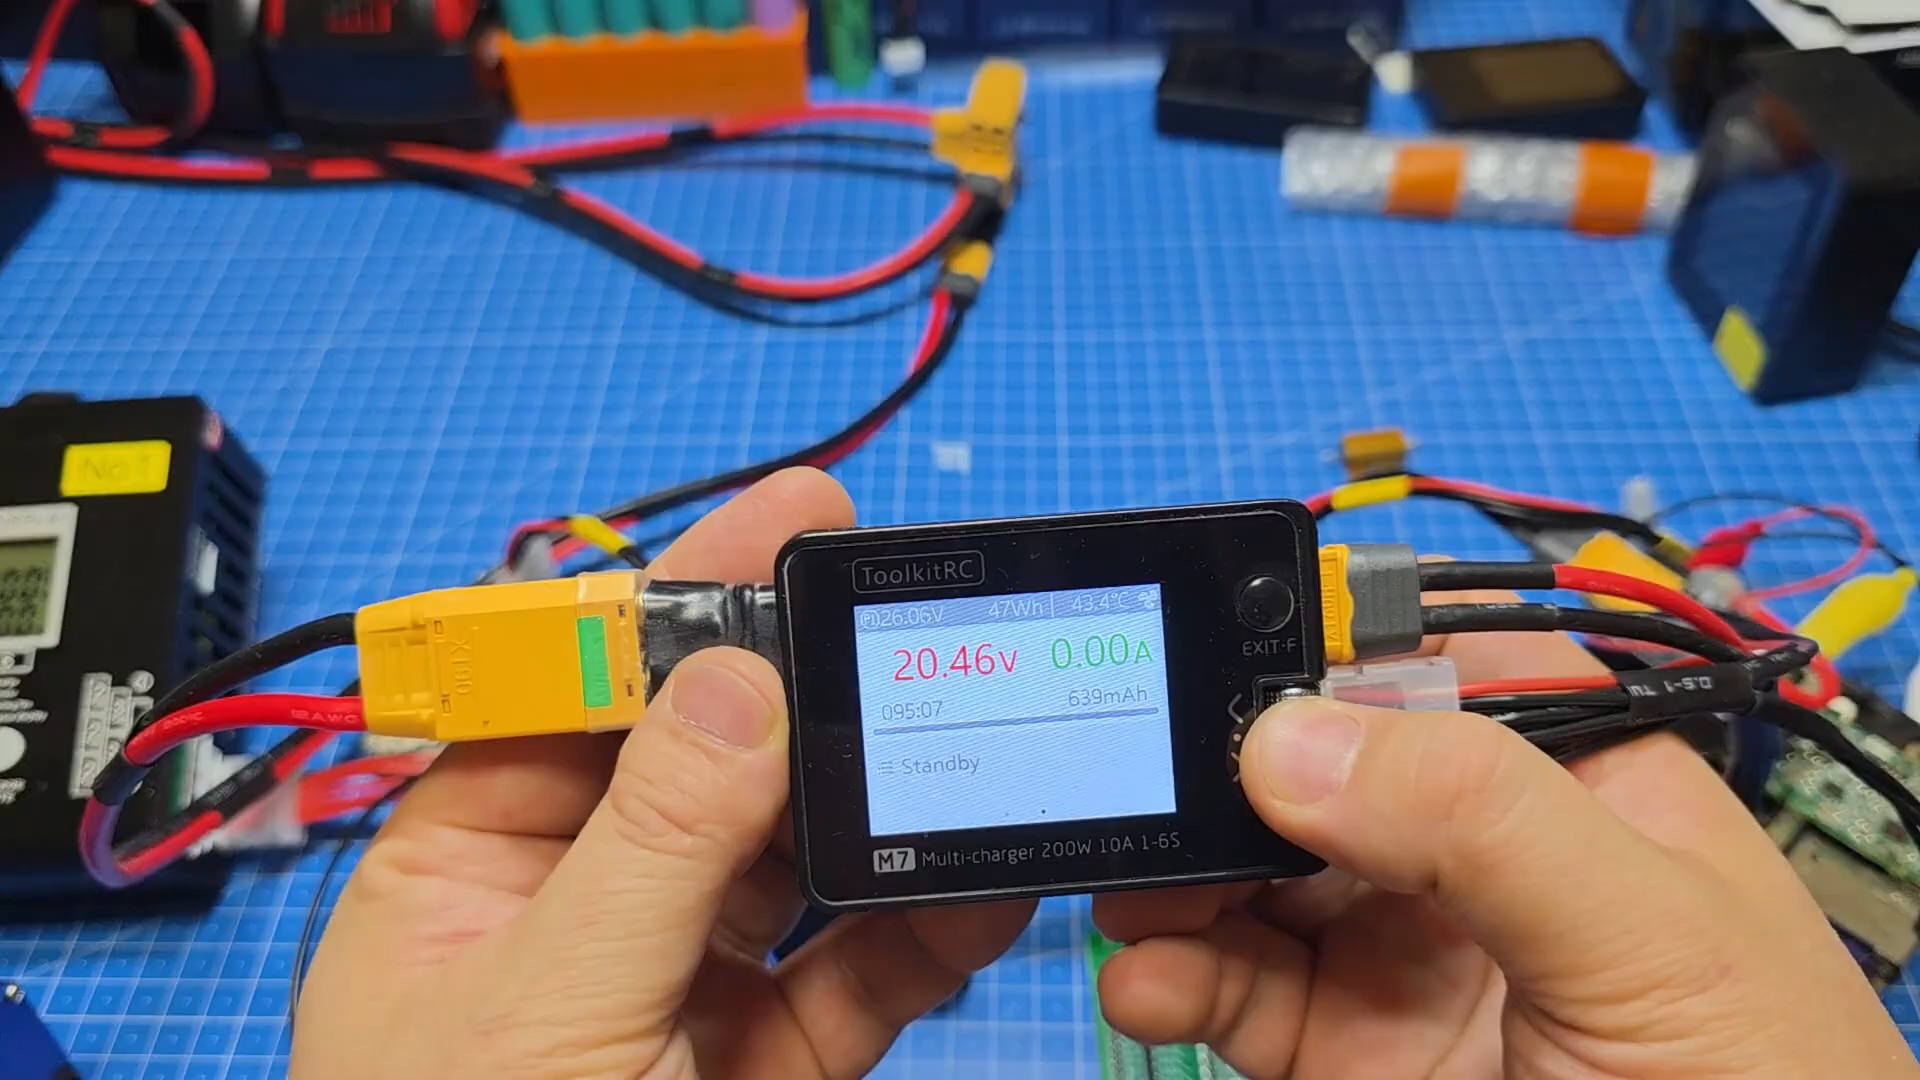 No1
ToolkitRC
26.06V 47Wh 43.4°C
20.46V 0.00A
095:07 639mAh
Standby
EXIT·F
M7 Multi-charger 200W 10A 1-6S
12AWG